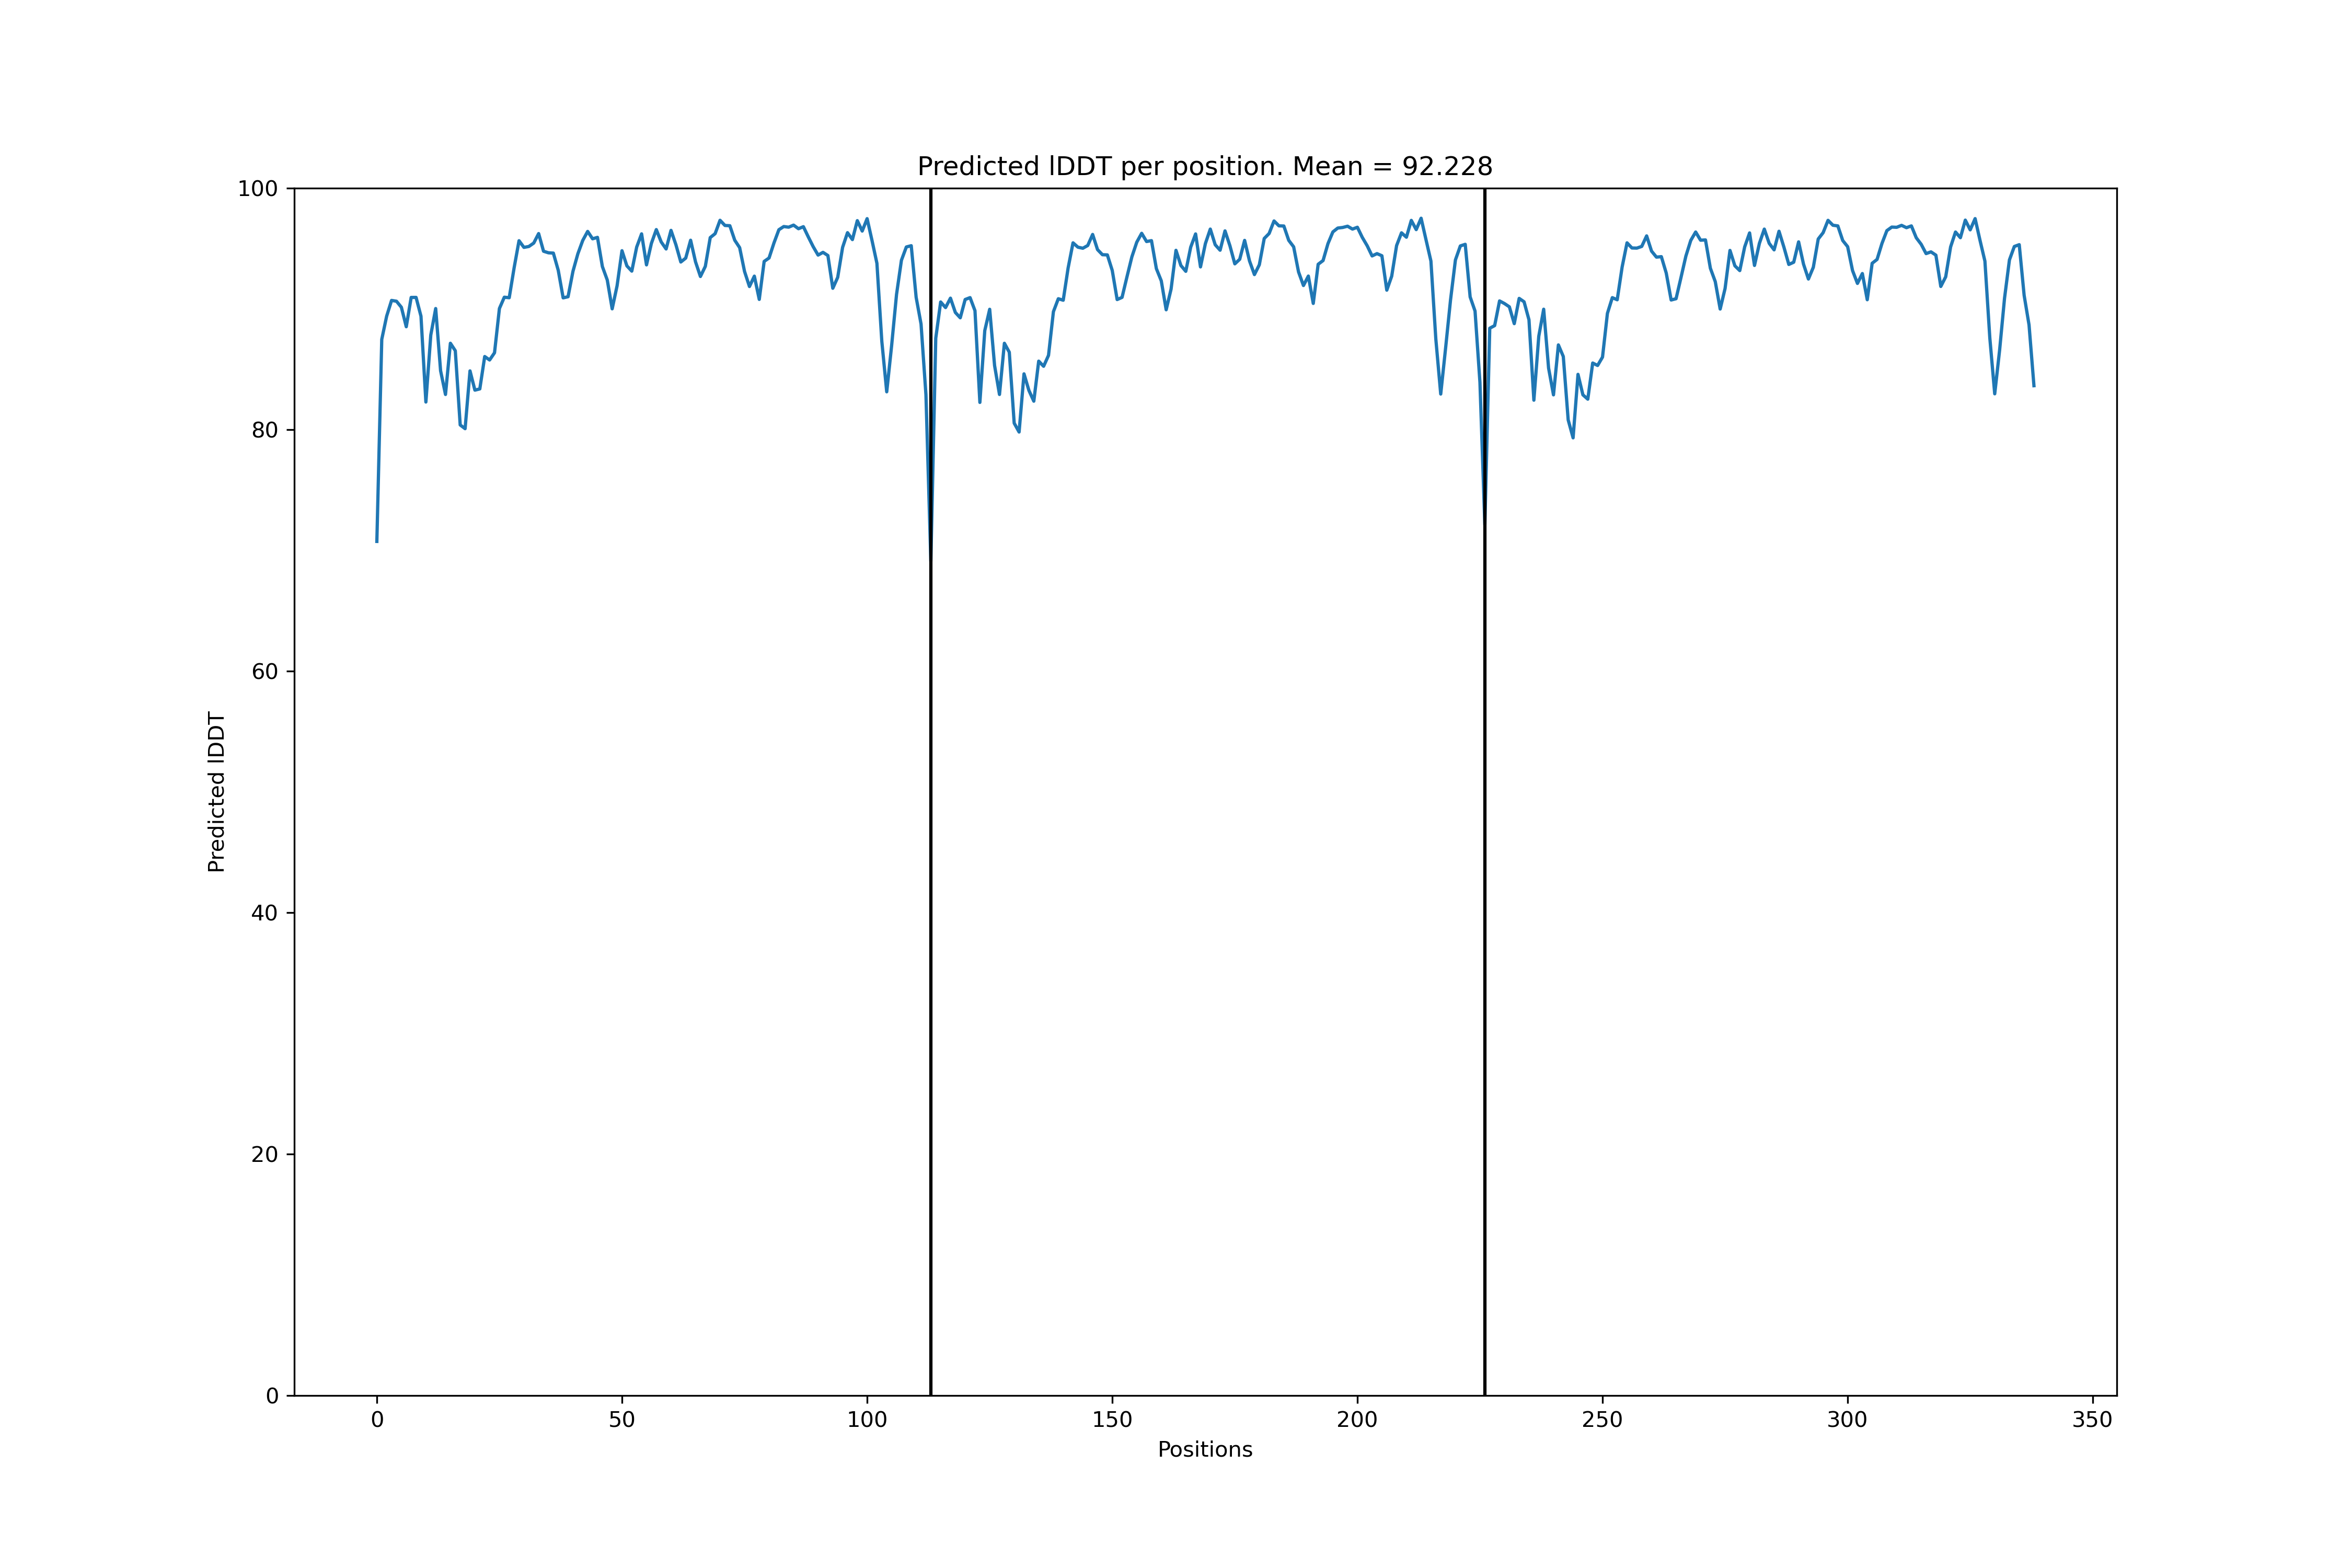 Predicted lDDT per position. Mean = 92.228
100
80
60
40
20
0
Predicted lDDT
0 50 100 150 200 250 300 350
Positions